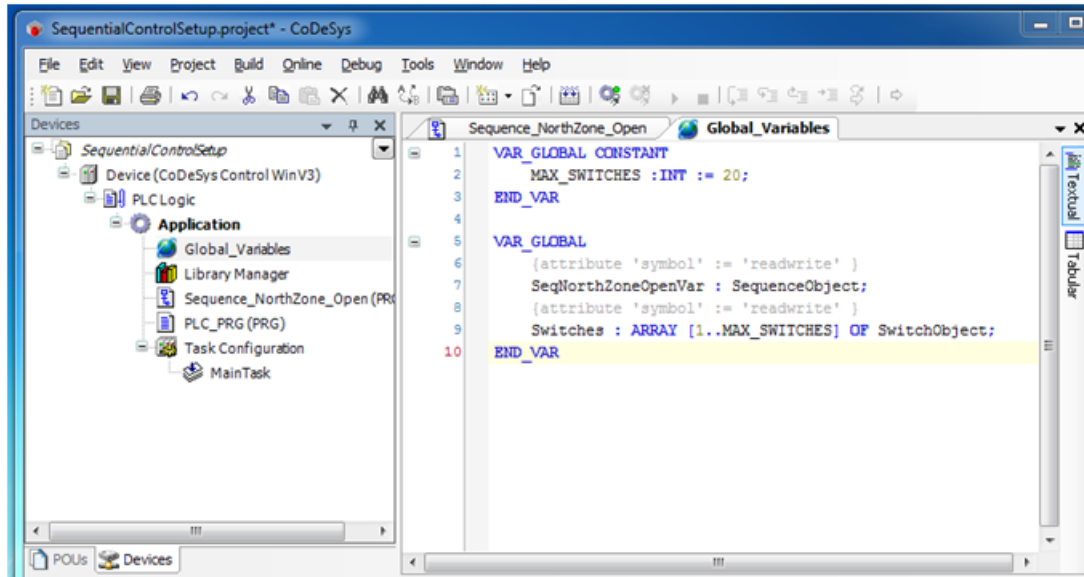 SequentialControlSetup.project* - CoDeSys
File Edit View Project Build Online Debug Tools Window Help
Devices
SequentialControlSetup
Device (CoDeSys Control Win V3)
PLC Logic
Application
Global_Variables
Library Manager
Sequence_NorthZone_Open (PR
PLC_PRG (PRG)
Task Configuration
MainTask
POUs Devices
Sequence_NorthZone_Open Global_Variables
1 VAR_GLOBAL CONSTANT
2 MAX_SWITCHES :INT := 20;
3 END_VAR
4
5 VAR_GLOBAL
6 {attribute 'symbol' := 'readwrite' }
7 SeqNorthZoneOpenVar : SequenceObject;
8 {attribute 'symbol' := 'readwrite' }
9 Switches : ARRAY [1..MAX_SWITCHES] OF SwitchObject;
10 END_VAR
Textual
Tabular